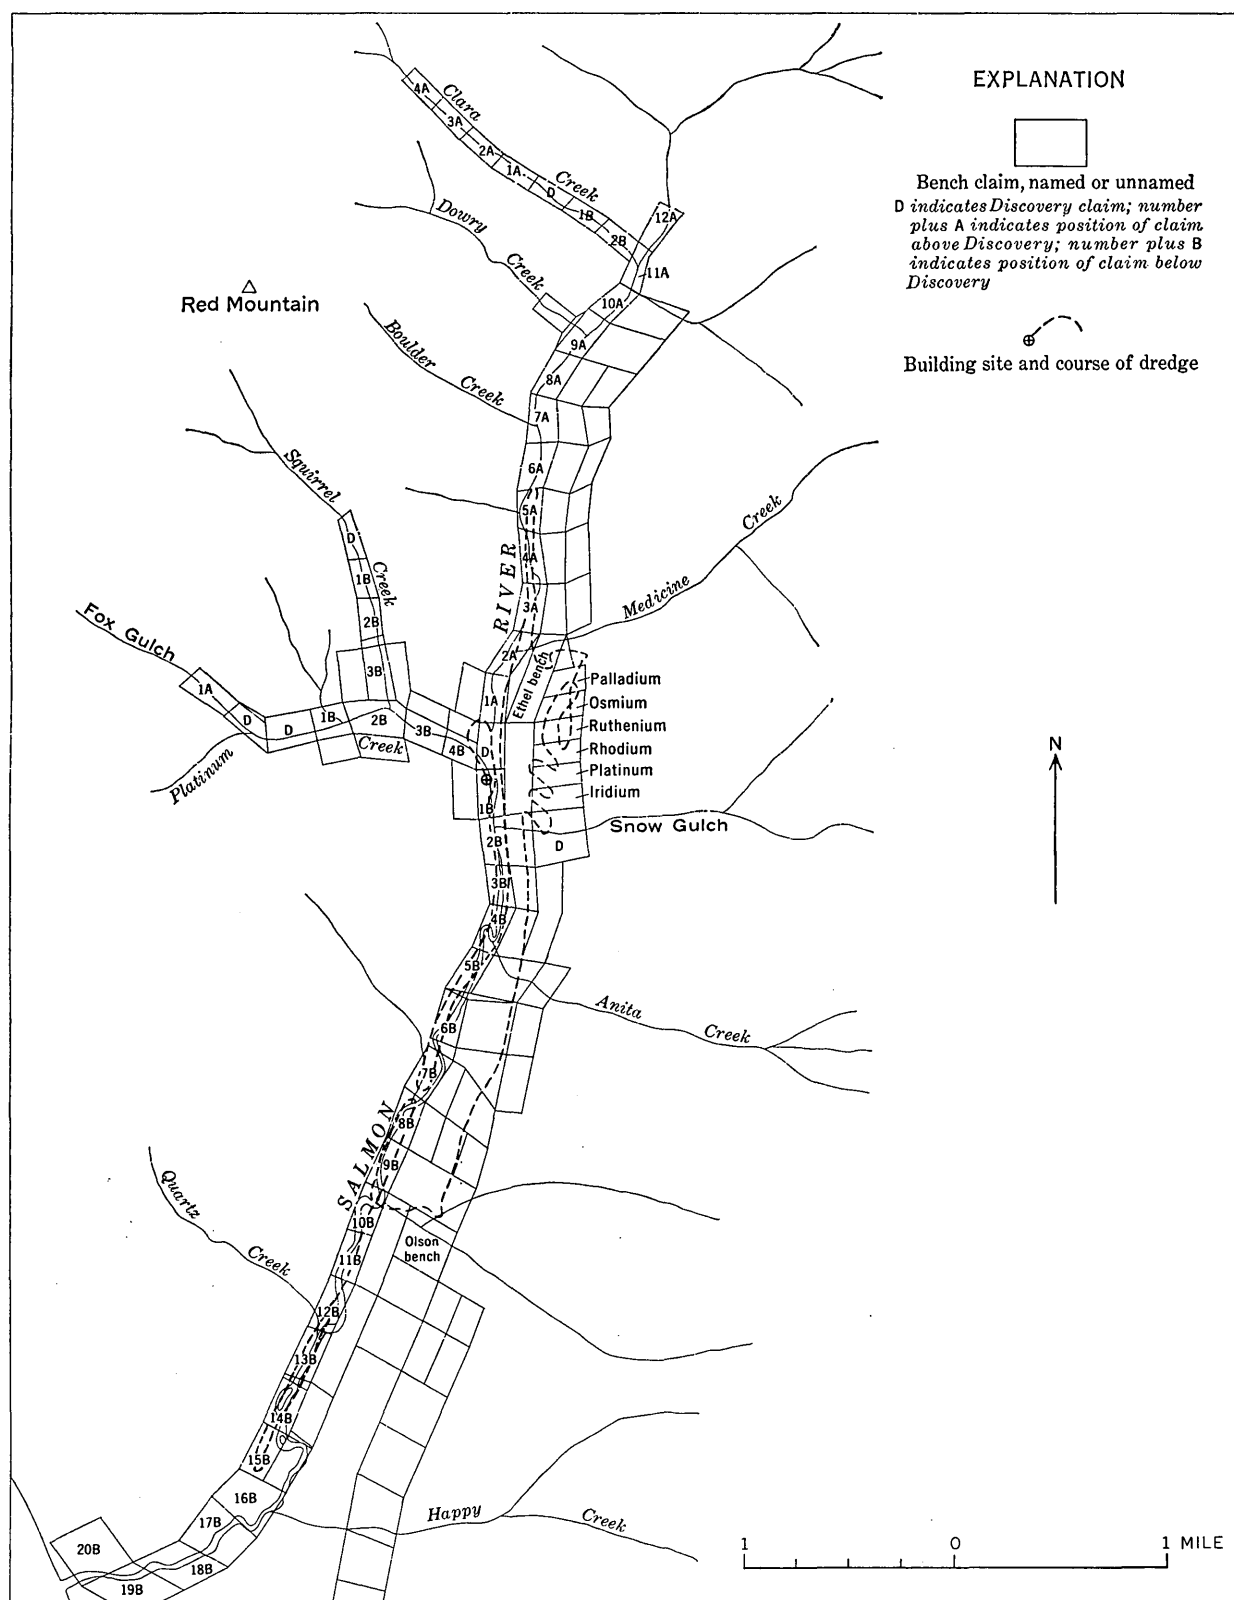 EXPLANATION
Bench claim, named or unnamed
D indicates Discovery claim; number
plus A indicates position of claim
above Discovery; number plus B
indicates position of claim below
Discovery
Building site and course of dredge
Clara
Creek
4A
3A
2A
1A
D
1B
2B
12A
11A
10A
9A
8A
7A
6A
5A
4A
3A
2A
1A
D
1B
2B
3B
4B
5B
6B
7B
8B
9B
10B
11B
12B
13B
14B
15B
16B
17B
18B
19B
20B
Dowry
Creek
Red Mountain
Boulder
Creek
Squirrel
Creek
D
1B
2B
3B
Fox Gulch
1A
D
D
1B
2B
3B
4B
Platinum
Creek
RIVER
Medicine
Creek
Ethel bench
Palladium
Osmium
Ruthenium
Rhodium
Platinum
Iridium
Snow Gulch
D
N
Anita
Creek
SALMON
Quartz
Creek
Olson
bench
Happy
Creek
1 0 1 MILE